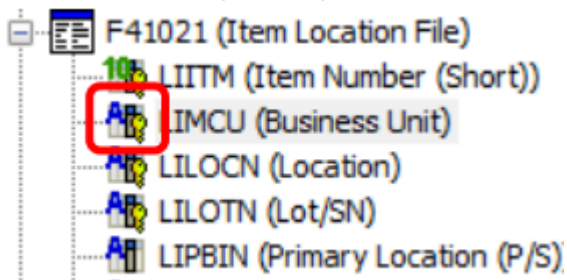 F41021 (Item Location File)
10 LIITM (Item Number (Short))
A LIMCU (Business Unit)
A LILOCN (Location)
A LILOTN (Lot/SN)
A LIPBIN (Primary Location (P/S))